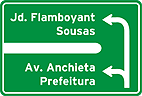 Jd. Flamboyant
Sousas
Av. Anchieta
Prefeitura